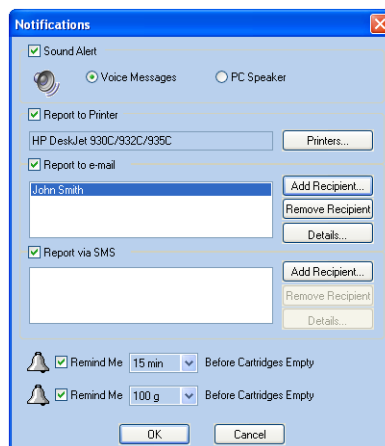 Notifications
Sound Alert
Voice Messages PC Speaker
Report to Printer
HP DeskJet 930C/932C/935C Printers...
Report to e-mail
John Smith Add Recipient...
Remove Recipient
Details...
Report via SMS
Add Recipient...
Remove Recipient
Details...
Remind Me 15 min Before Cartridges Empty
Remind Me 100 g Before Cartridges Empty
OK Cancel